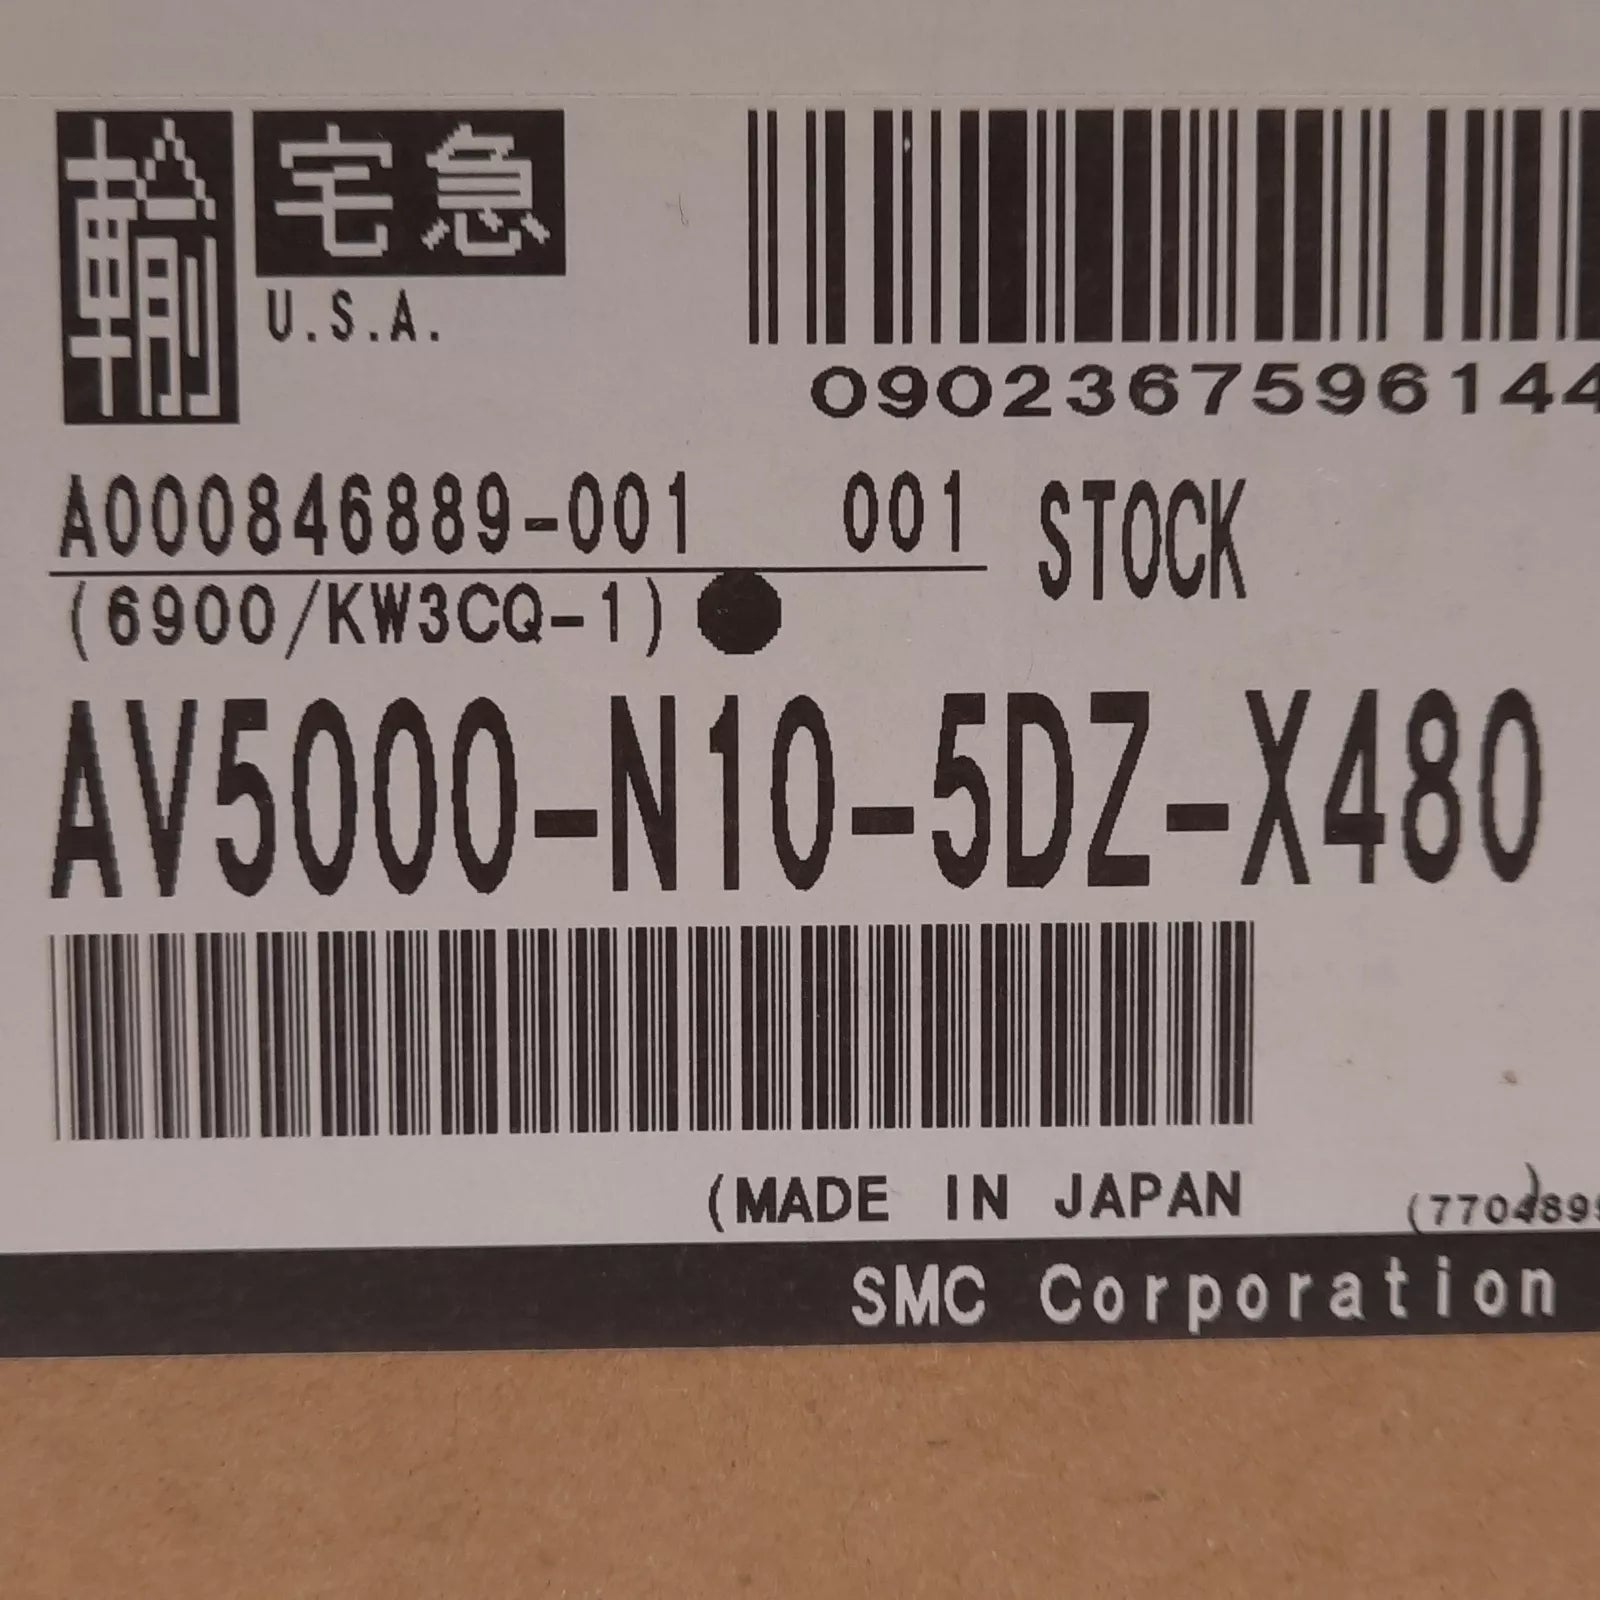 輸 宅急
U.S.A.
0902367596144
A000846889-001 001 STOCK
(6900/KW3CQ-1)●
AV5000-N10-5DZ-X480
(MADE IN JAPAN )
SMC Corporation